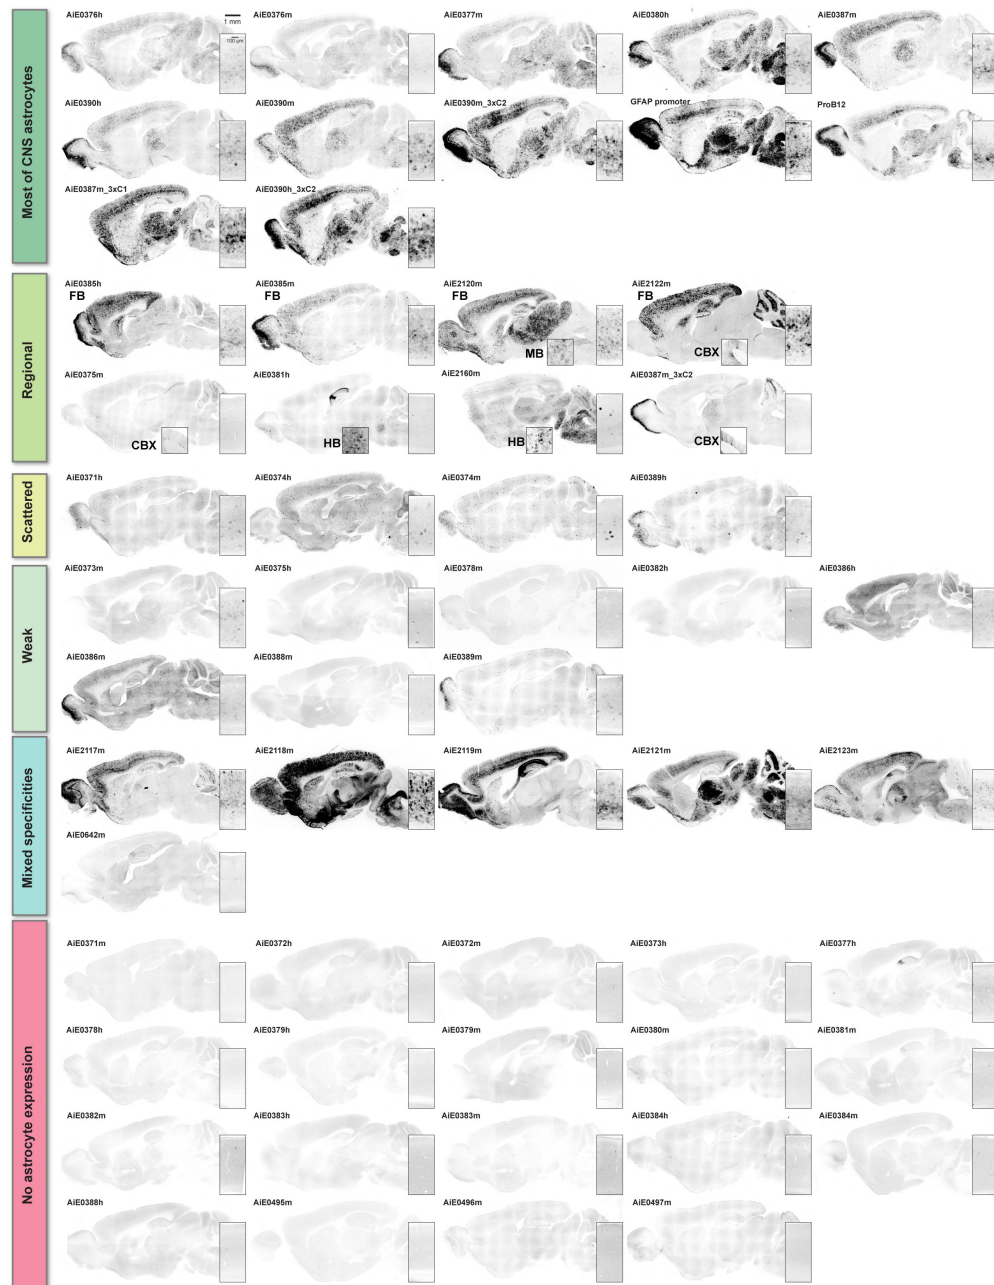 Most of CNS astrocytes
AiE0376h
1 mm
100 µm
AiE0376m
AiE0377m
AiE0380h
AiE0387m
AiE0390h
AiE0390m
AiE0390m_3xC2
GFAP promoter
ProB12
AiE0387m_3xC1
AiE0390h_3xC2
Regional
AiE0385h
FB
AiE0385m
FB
AiE2120m
FB
MB
AiE2122m
FB
CBX
AiE0375m
CBX
AiE0381h
HB
AiE2160m
HB
AiE0387m_3xC2
CBX
Scattered
AiE0371h
AiE0374h
AiE0374m
AiE0389h
Weak
AiE0373m
AiE0375h
AiE0378m
AiE0382h
AiE0386h
AiE0386m
AiE0388m
AiE0389m
Mixed specificities
AiE2117m
AiE2118m
AiE2119m
AiE2121m
AiE2123m
AiE0642m
No astrocyte expression
AiE0371m
AiE0372h
AiE0372m
AiE0373h
AiE0377h
AiE0378h
AiE0379h
AiE0379m
AiE0380m
AiE0381m
AiE0382m
AiE0383h
AiE0383m
AiE0384h
AiE0384m
AiE0388h
AiE0495m
AiE0496m
AiE0497m